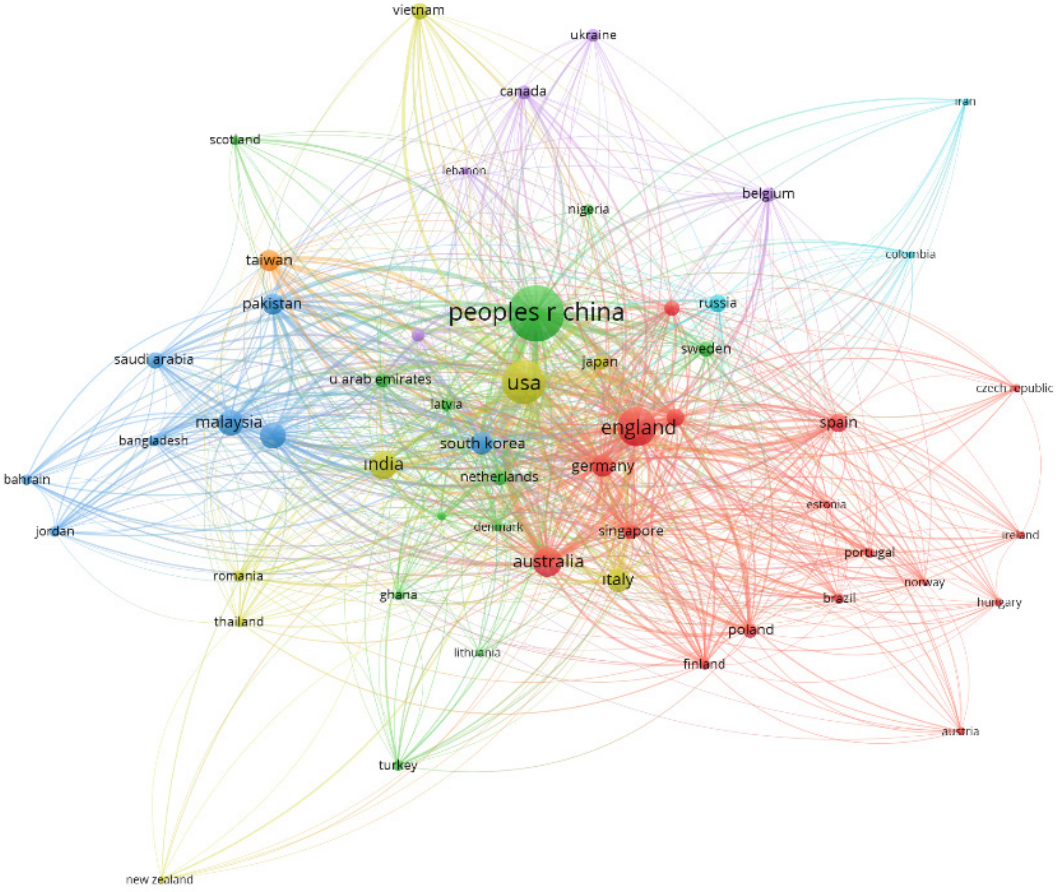 vietnam
ukraine
canada
iran
scotland
lebanon
belgium
nigeria
colombia
taiwan
pakistan
peoples r china
russia
sweden
saudi arabia
japan
u arab emirates
usa
czech republic
latvia
malaysia
england
spain
bangladesh
south korea
india
germany
bahrain
netherlands
estonia
jordan
denmark
singapore
ireland
portugal
australia
romania
italy
norway
ghana
brazil
hungary
thailand
poland
lithuania
finland
austria
turkey
new zealand